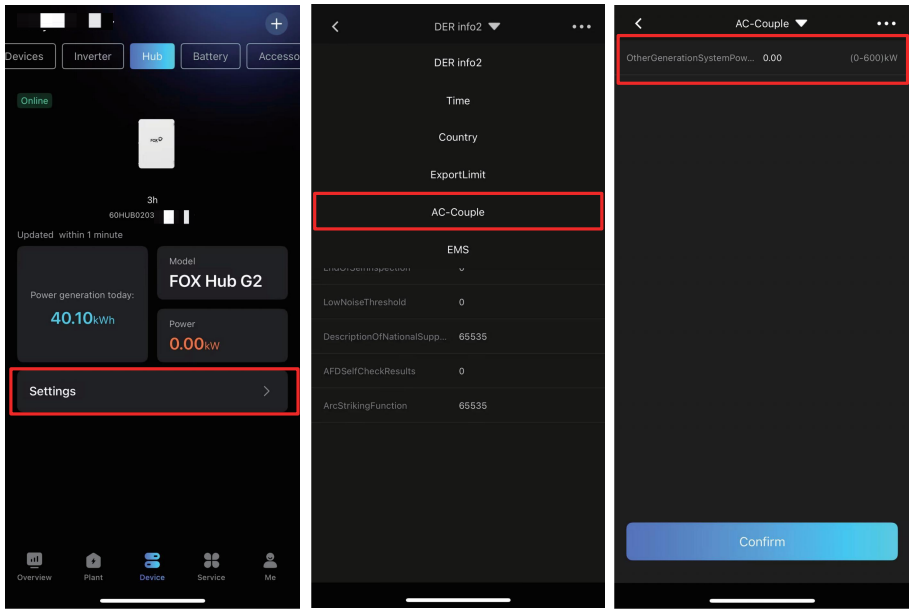 Devices
Inverter
Hub
Battery
Accesso
Online
FOX
3h
60HUB0203
Updated within 1 minute
Power generation today:
40.10kWh
Model
FOX Hub G2
Power
0.00kW
Settings
Overview
Plant
Device
Service
Me
DER info2
DER info2
Time
Country
ExportLimit
AC-Couple
EMS
EndOfSelfInspection 0
LowNoiseThreshold 0
DescriptionOfNationalSupp... 65535
AFDSelfCheckResults 0
ArcStrikingFunction 65535
AC-Couple
OtherGenerationSystemPow... 0.00 (0-600)kW
Confirm